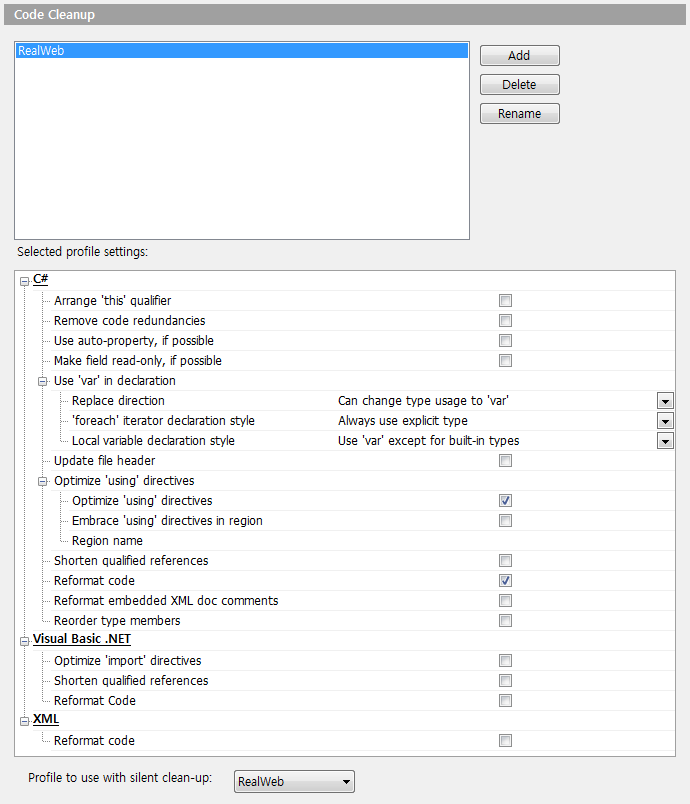 Code Cleanup
RealWeb
Add
Delete
Rename
Selected profile settings:
C#
Arrange 'this' qualifier
Remove code redundancies
Use auto-property, if possible
Make field read-only, if possible
Use 'var' in declaration
Replace direction Can change type usage to 'var'
'foreach' iterator declaration style Always use explicit type
Local variable declaration style Use 'var' except for built-in types
Update file header
Optimize 'using' directives
Optimize 'using' directives
Embrace 'using' directives in region
Region name
Shorten qualified references
Reformat code
Reformat embedded XML doc comments
Reorder type members
Visual Basic .NET
Optimize 'import' directives
Shorten qualified references
Reformat Code
XML
Reformat code
Profile to use with silent clean-up: RealWeb